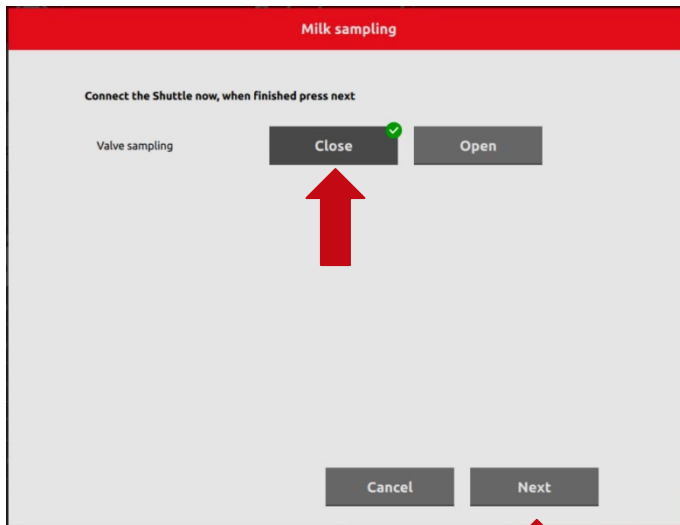 Milk sampling
Connect the Shuttle now, when finished press next
Valve sampling Close Open
Cancel Next